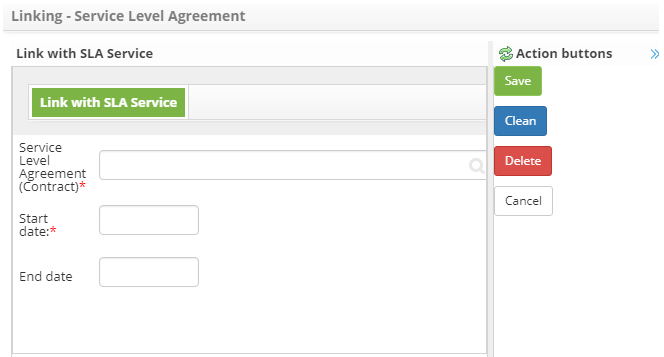 Linking - Service Level Agreement
Link with SLA Service
Action buttons
Link with SLA Service
Save
Clean
Delete
Cancel
Service
Level
Agreement
(Contract)*
Start
date:*
End date